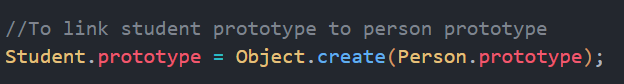 //To link student prototype to person prototype
Student.prototype = Object.create(Person.prototype);